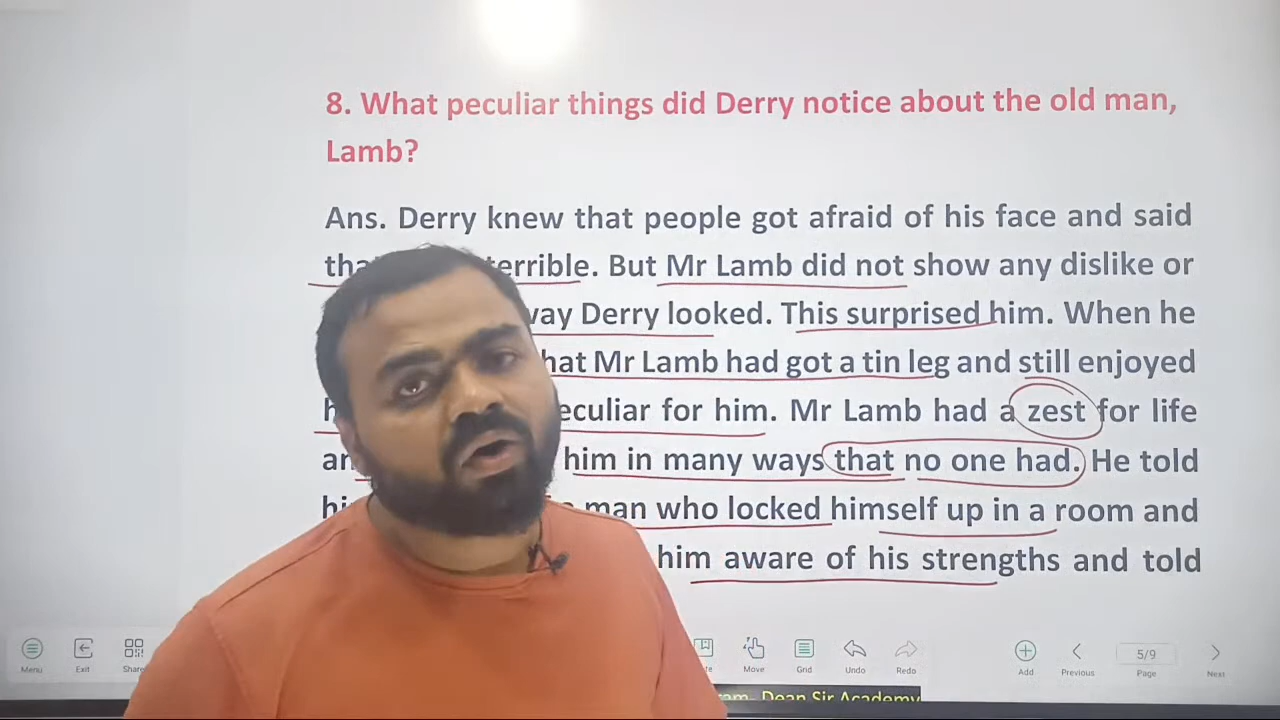 8. What peculiar things did Derry notice about the old man,
Lamb?
Ans. Derry knew that people got afraid of his face and said
terrible. But Mr Lamb did not show any dislike or
way Derry looked. This surprised him. When he
that Mr Lamb had got a tin leg and still enjoyed
peculiar for him. Mr Lamb had a zest for life
him in many ways that no one had. He told
man who locked himself up in a room and
him aware of his strengths and told
Menu Exit Share Move Grid Undo Redo Add Previous 5/9 Page Next
Dean Sir Academy